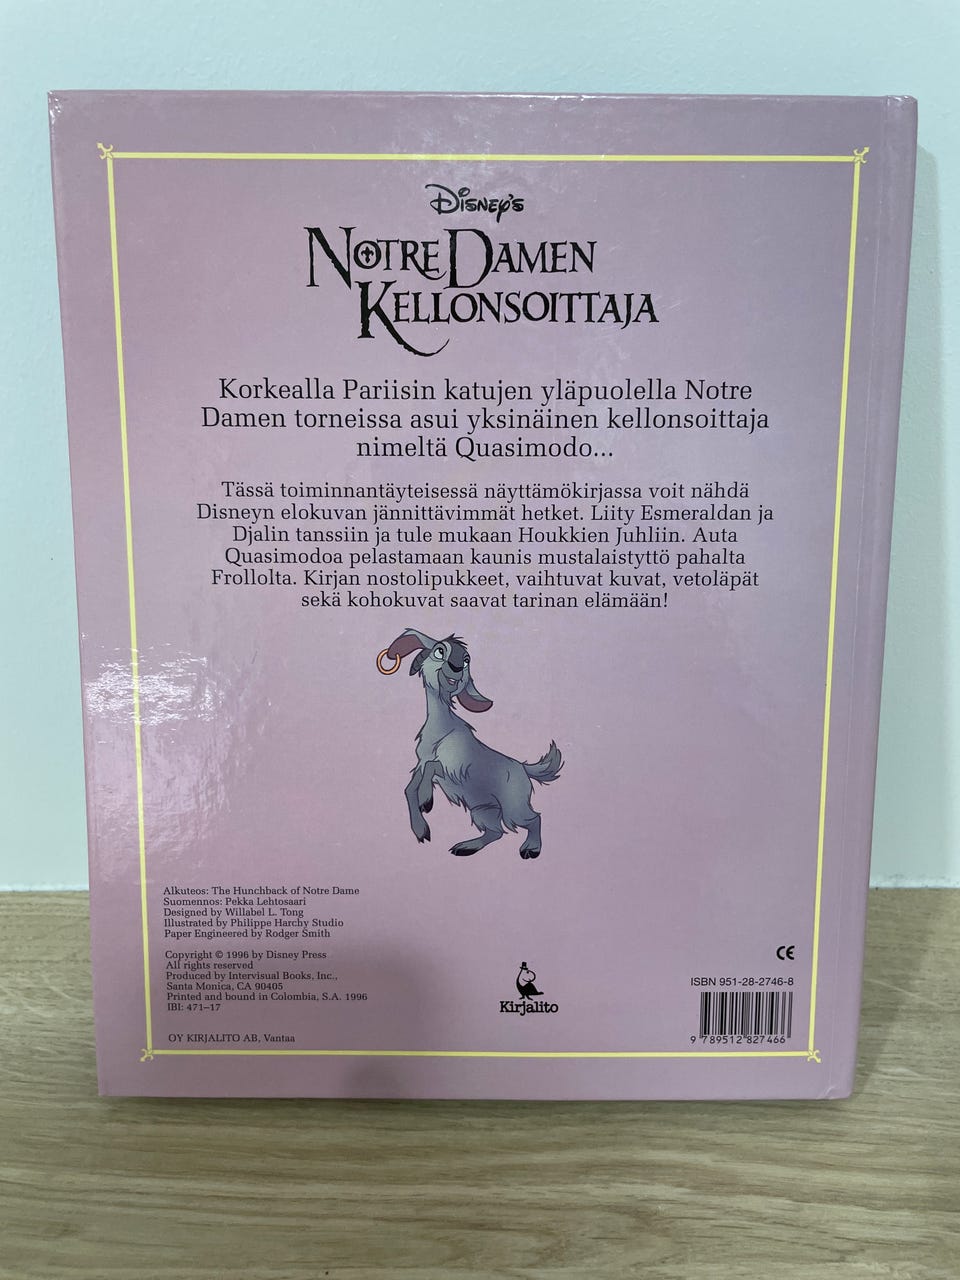 Disney's
Notre Damen
Kellonsoittaja
Korkealla Pariisin katujen yläpuolella Notre
Damen torneissa asui yksinäinen kellonsoittaja
nimeltä Quasimodo...
Tässä toiminnantäyteisessä näyttämökirjassa voit nähdä
Disneyn elokuvan jännittävimmät hetket. Liity Esmeraldan ja
Djalin tanssiin ja tule mukaan Houkkien Juhliin. Auta
Quasimodoa pelastamaan kaunis mustalaistyttö pahalta
Frollolta. Kirjan nostolipukkeet, vaihtuvat kuvat, vetoläpät
sekä kohokuvat saavat tarinan elämään!
Alkuteos: The Hunchback of Notre Dame
Suomennos: Pekka Lehtosaari
Designed by Willabel L. Tong
Illustrated by Philippe Harchy Studio
Paper Engineered by Rodger Smith
Copyright © 1996 by Disney Press
All rights reserved
Produced by Intervisual Books, Inc.,
Santa Monica, CA 90405
Printed and bound in Colombia, S.A. 1996
IBI: 471–17
OY KIRJALITO AB, Vantaa
Kirjalito
CE
ISBN 951-28-2746-8
9 789512 827466